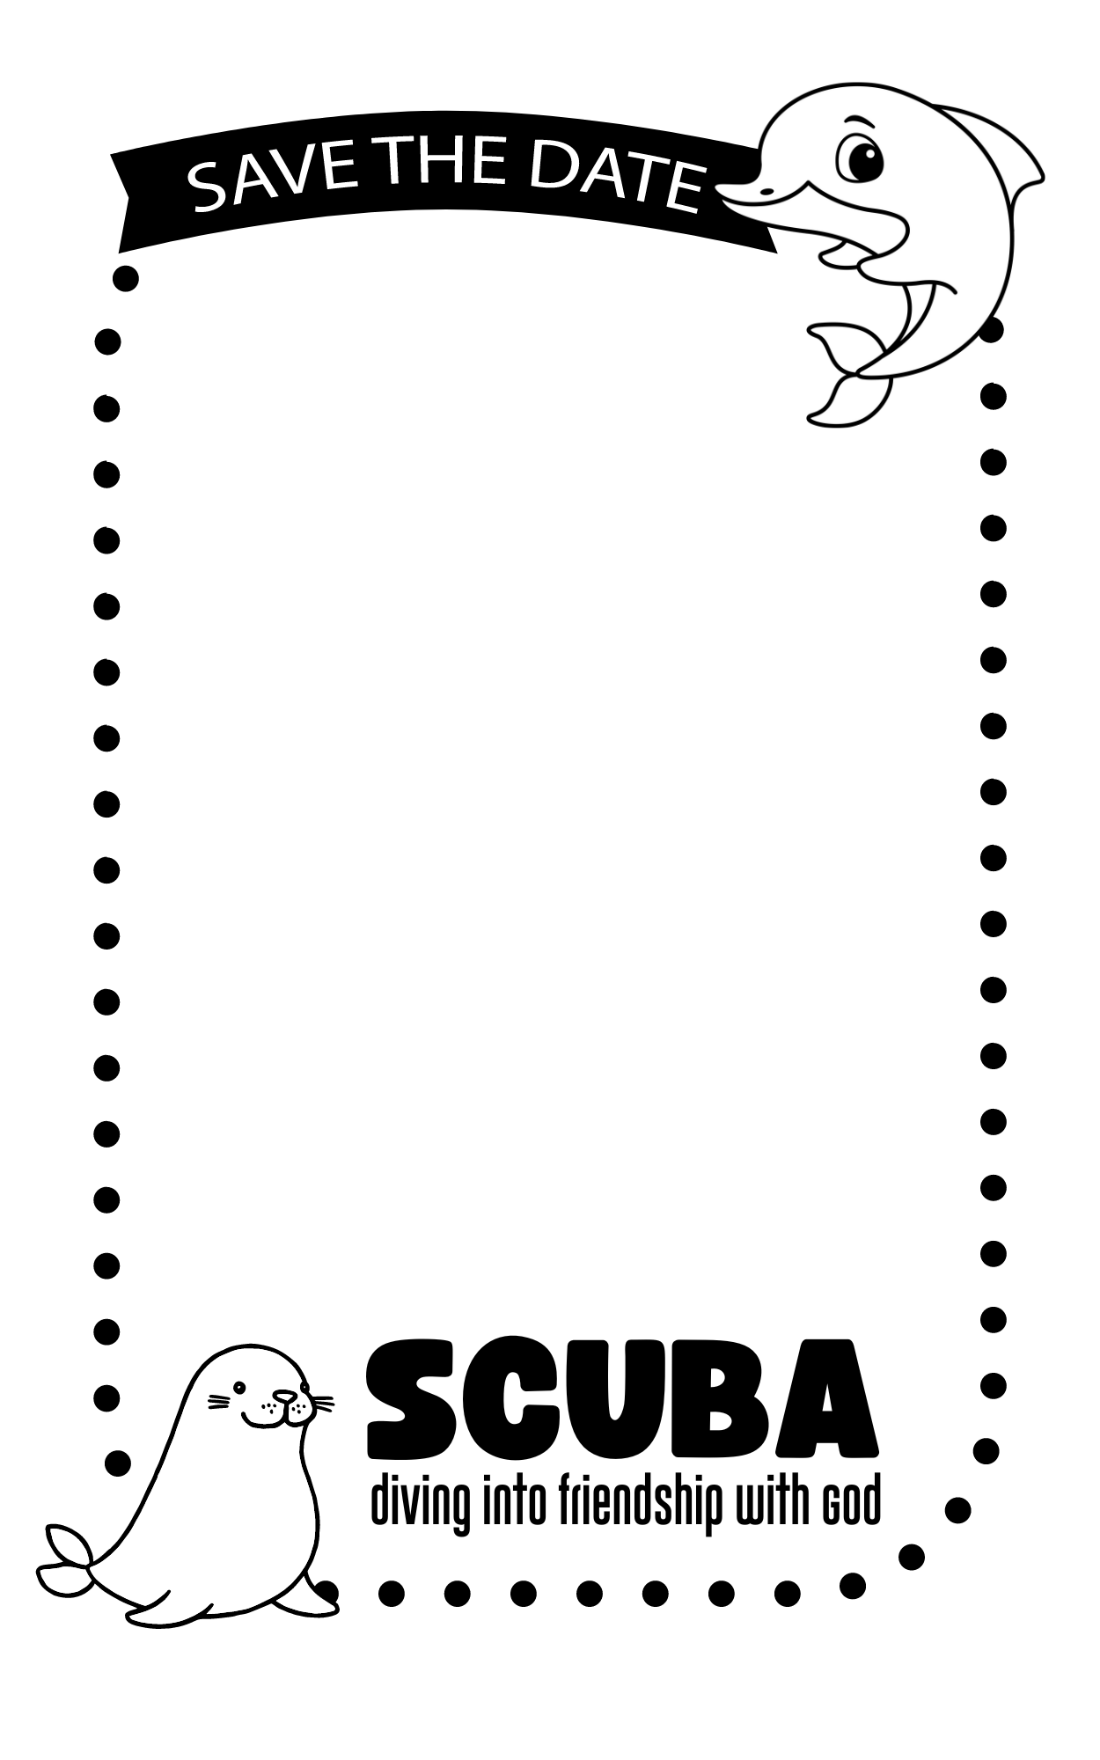 SAVE THE DATE
SCUBA
diving into friendship with God